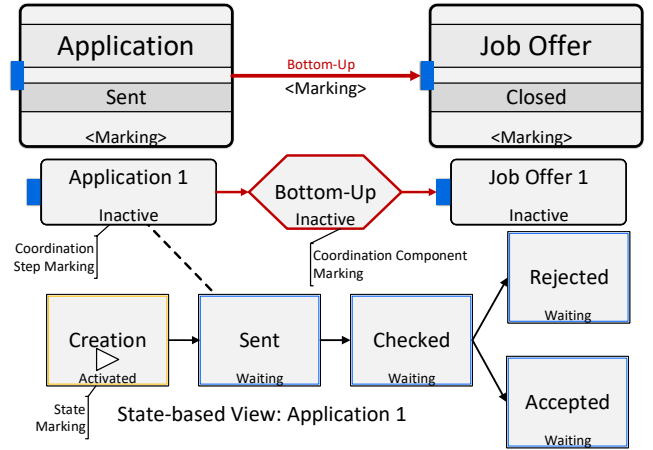 Application
Sent
<Marking>
Bottom-Up
<Marking>
Job Offer
Closed
<Marking>
Application 1
Inactive
Bottom-Up
Inactive
Job Offer 1
Inactive
Coordination
Step Marking
Coordination Component
Marking
Creation
Activated
Sent
Waiting
Checked
Waiting
Rejected
Waiting
Accepted
Waiting
State
Marking
State-based View: Application 1